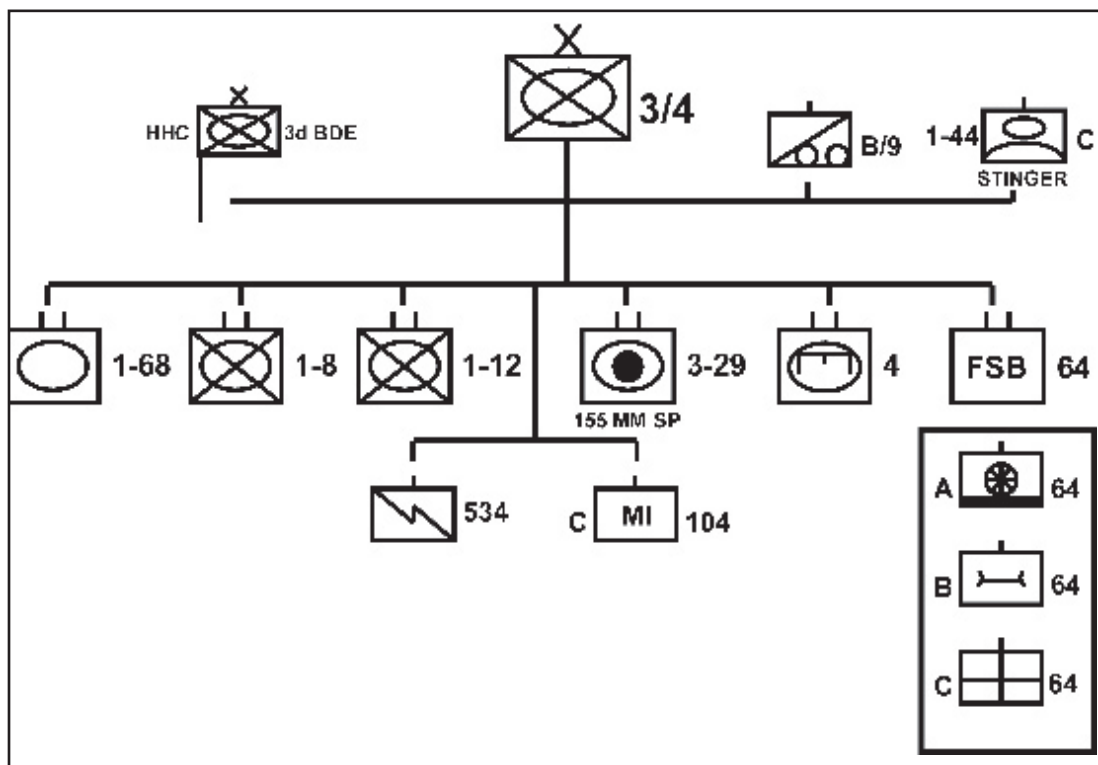 3/4
HHC 3d BDE
B/9
1-44 C
STINGER
1-68
1-8
1-12
3-29
155 MM SP
4
FSB 64
534
C MI 104
A 64
B 64
C 64